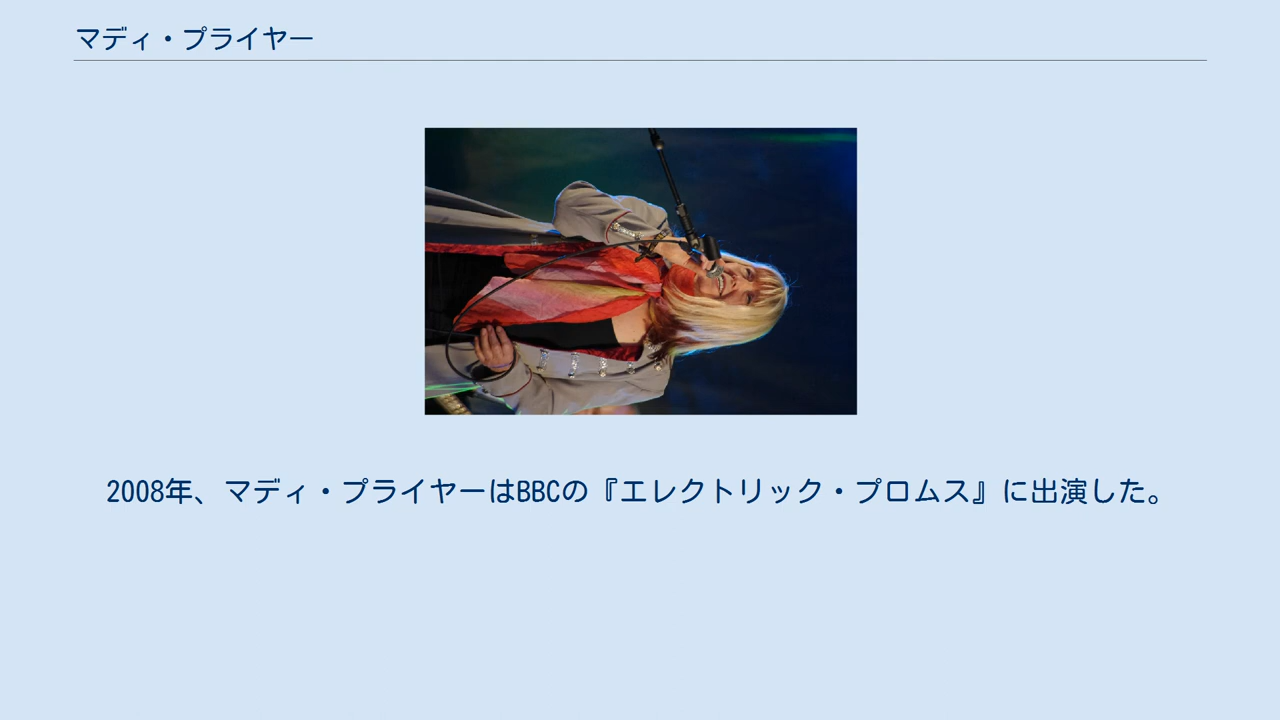 マディ・プライヤー
2008年、マディ・プライヤーはBBCの『エレクトリック・プロムス』に出演した。